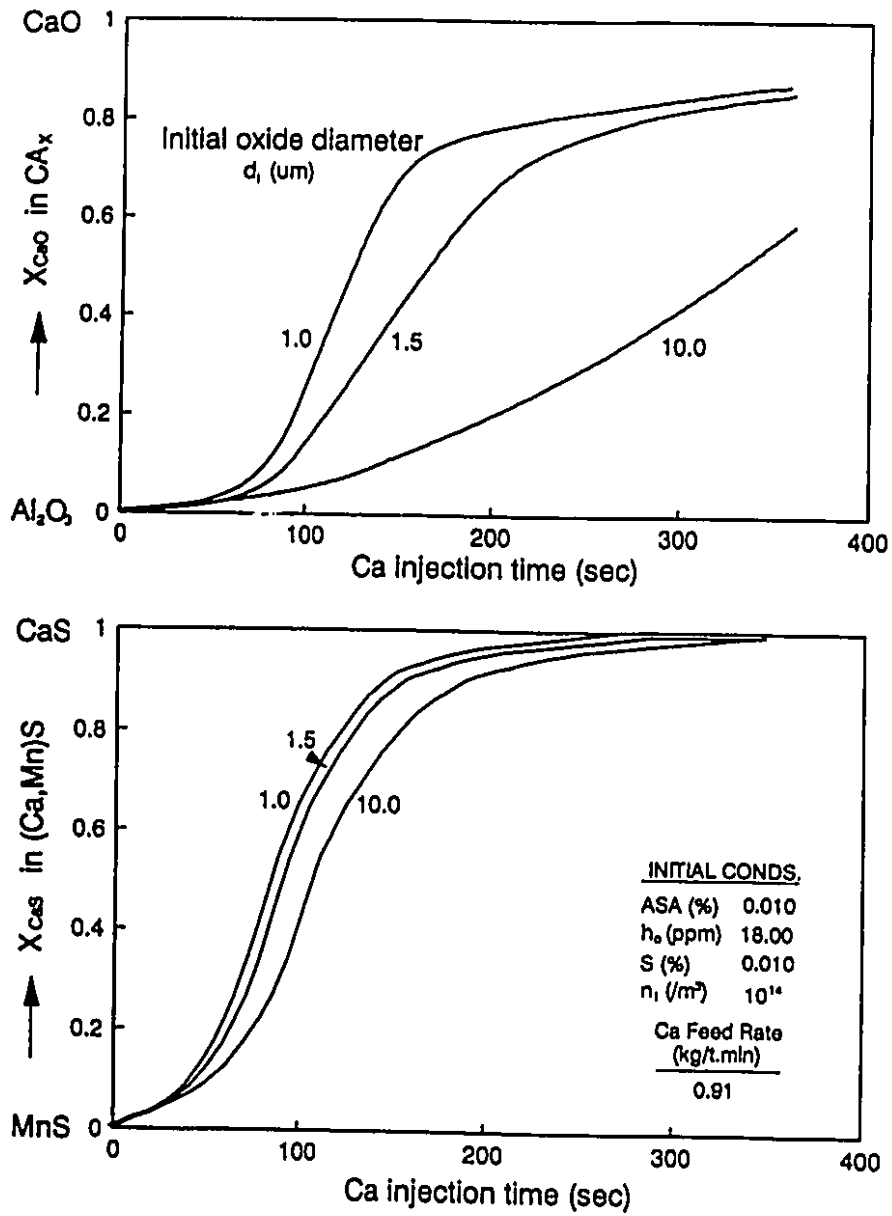 CaO
1
0.8
0.6
0.4
0.2
0
Al₂O₃
X_CaO in CA_x
Initial oxide diameter
dᵢ (um)
1.0
1.5
10.0
0 100 200 300 400
Ca injection time (sec)
CaS
1
0.8
0.6
0.4
0.2
0
MnS
X_CaS in (Ca,Mn)S
1.5
1.0
10.0
INITIAL CONDS.
ASA (%) 0.010
hₒ (ppm) 18.00
S (%) 0.010
nᵢ (/m³) 10¹⁴
Ca Feed Rate
(kg/t.min)
0.91
0 100 200 300 400
Ca injection time (sec)